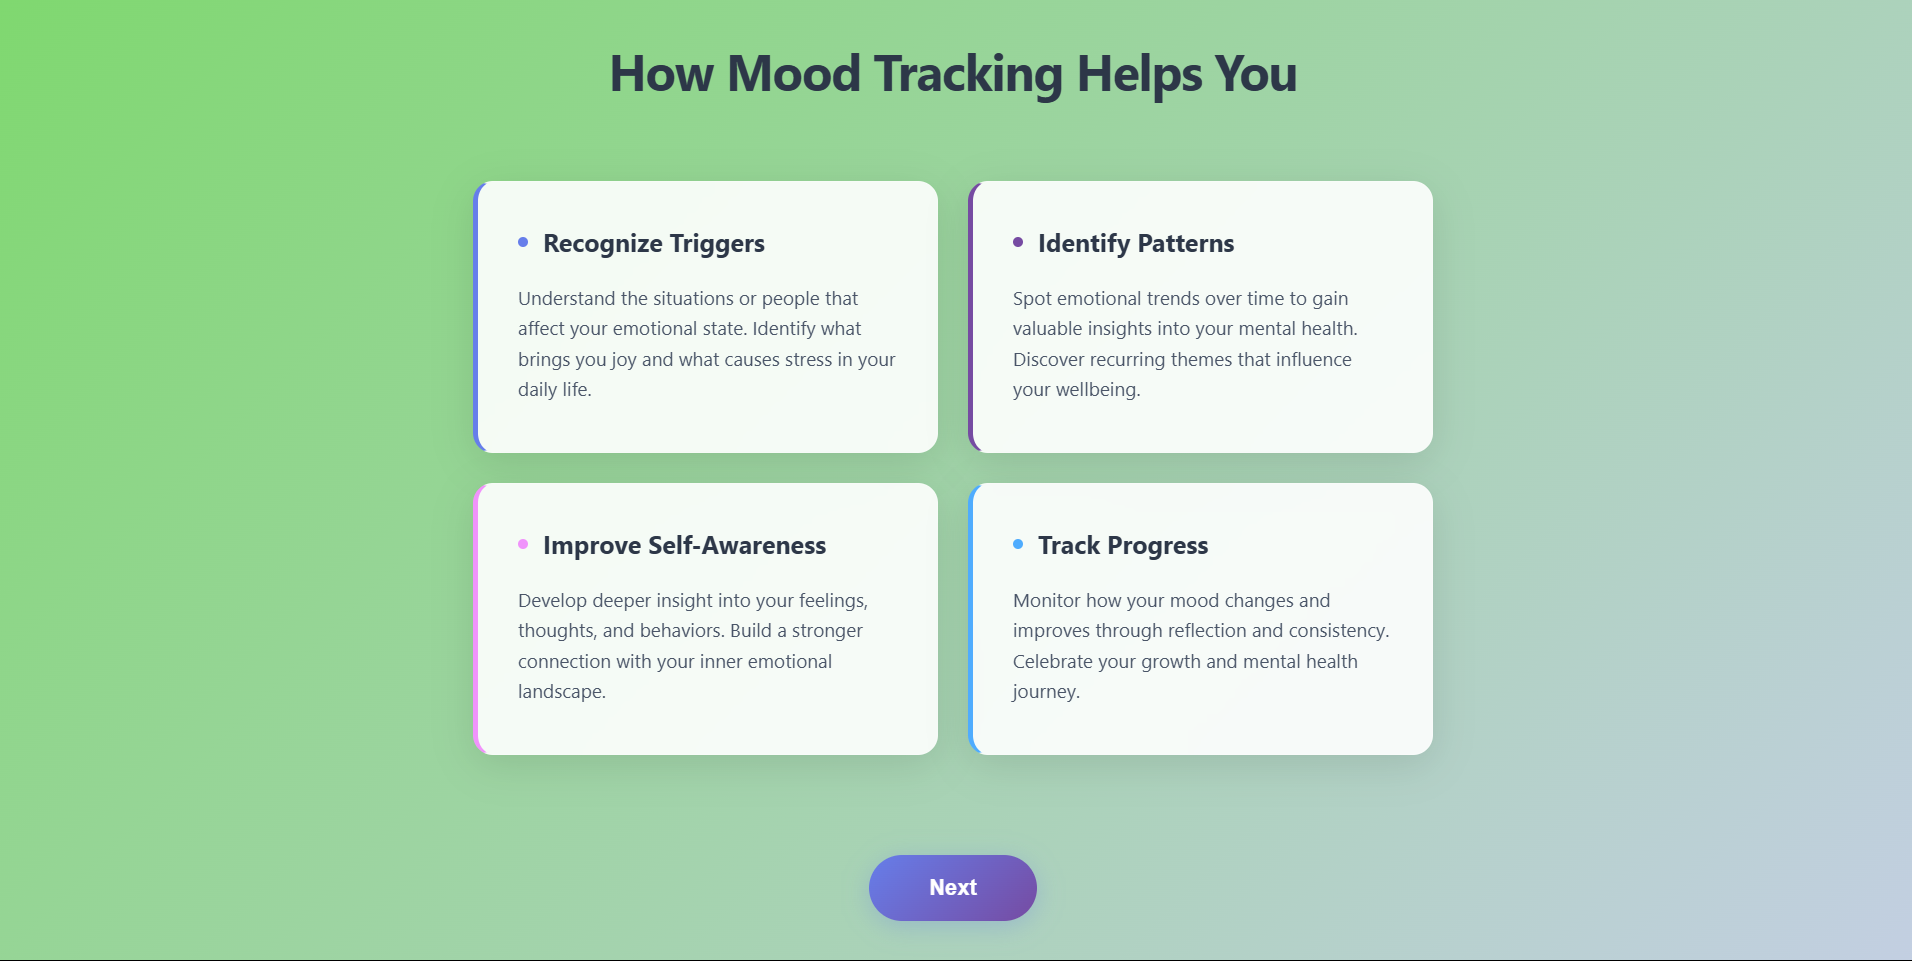 How Mood Tracking Helps You
Recognize Triggers
Understand the situations or people that
affect your emotional state. Identify what
brings you joy and what causes stress in your
daily life.
Identify Patterns
Spot emotional trends over time to gain
valuable insights into your mental health.
Discover recurring themes that influence
your wellbeing.
Improve Self-Awareness
Develop deeper insight into your feelings,
thoughts, and behaviors. Build a stronger
connection with your inner emotional
landscape.
Track Progress
Monitor how your mood changes and
improves through reflection and consistency.
Celebrate your growth and mental health
journey.
Next